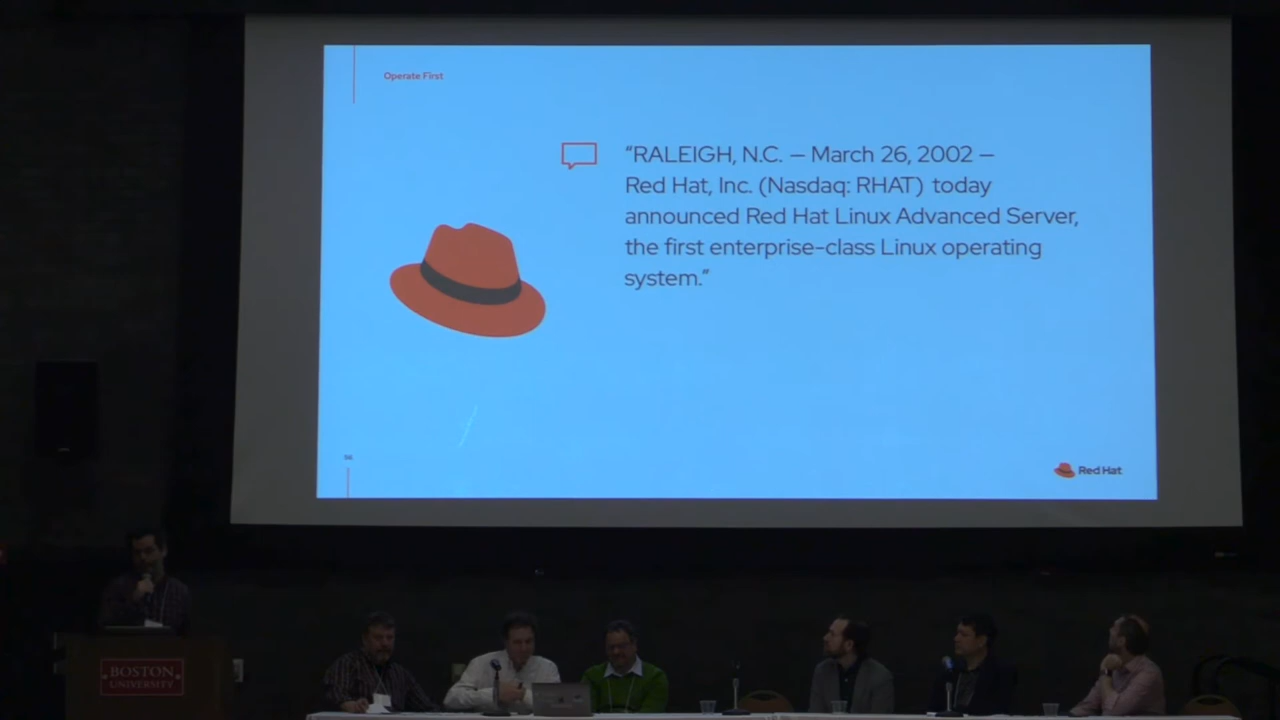 Operate First
“RALEIGH, N.C. – March 26, 2002 –
Red Hat, Inc. (Nasdaq: RHAT) today
announced Red Hat Linux Advanced Server,
the first enterprise-class Linux operating
system.”
Red Hat
BOSTON
UNIVERSITY